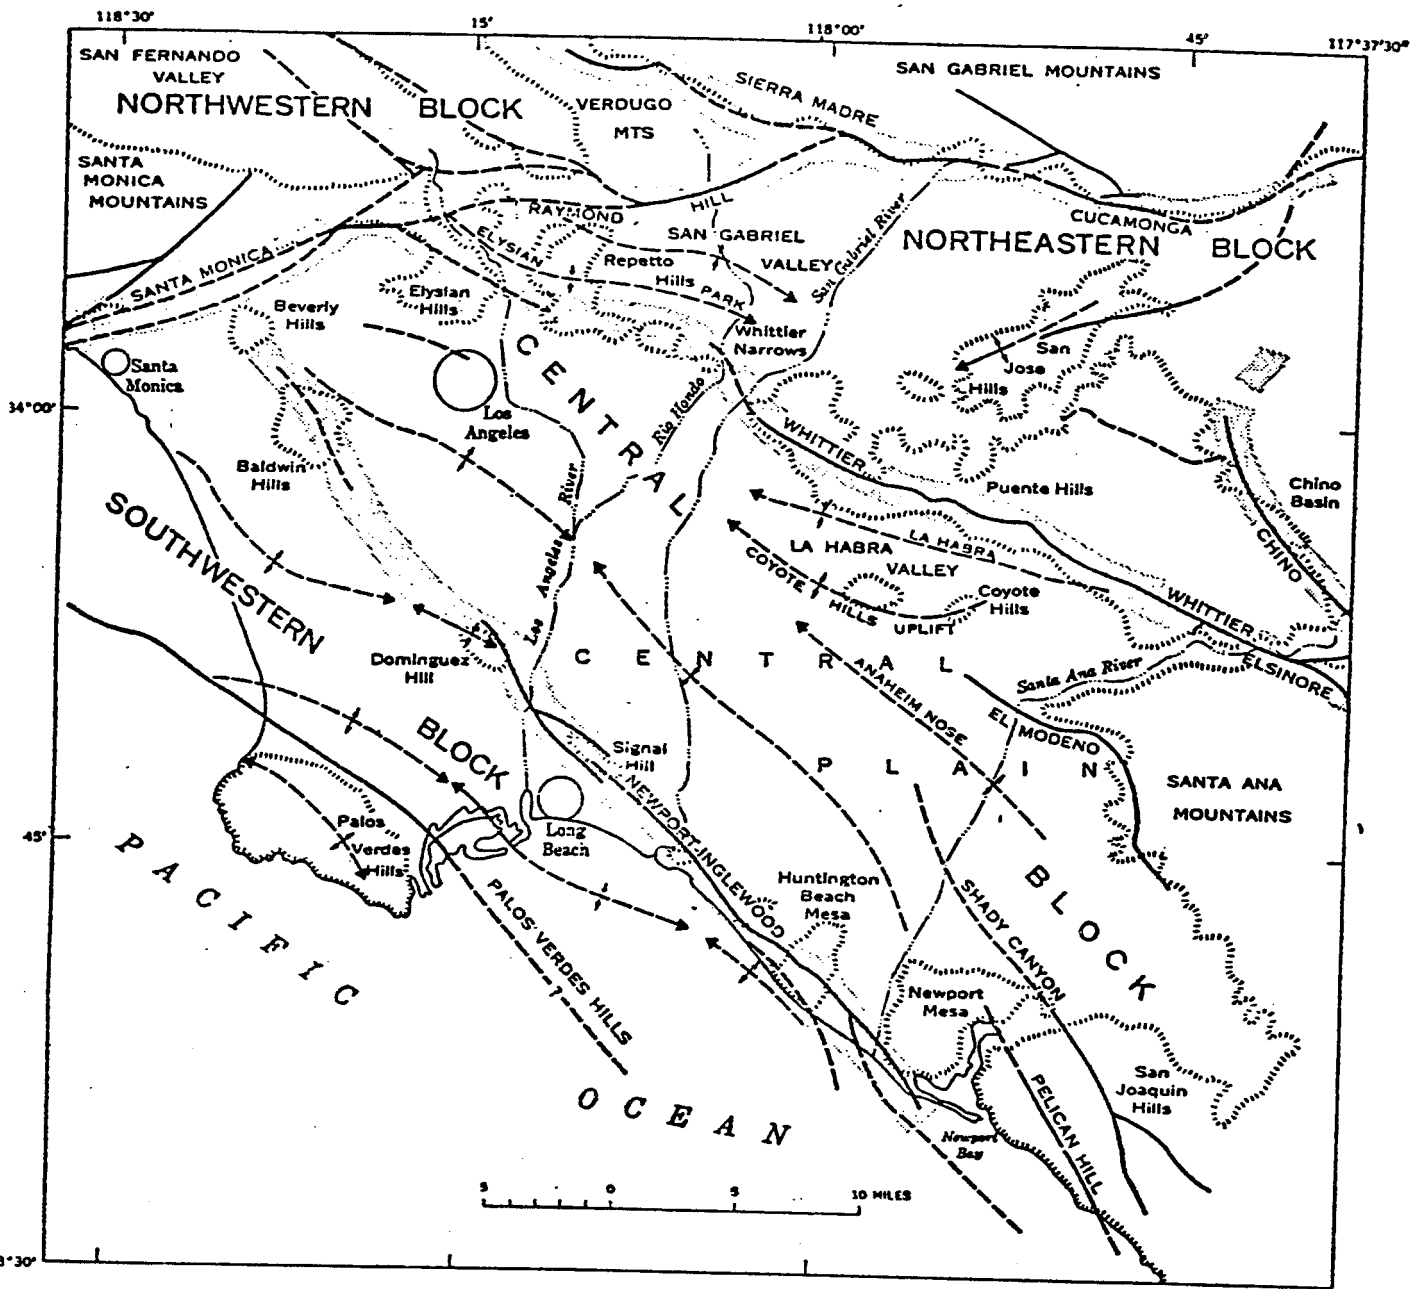 118°30'
15'
118°00'
45'
117°37'30"
SAN FERNANDO
VALLEY
NORTHWESTERN BLOCK
VERDUGO
MTS
SIERRA MADRE
SAN GABRIEL MOUNTAINS
SANTA
MONICA
MOUNTAINS
RAYMOND HILL
CUCAMONGA
NORTHEASTERN BLOCK
SANTA MONICA
ELYSIAN PARK
SAN GABRIEL
VALLEY
San Gabriel River
Repetto
Hills
Elysian
Hills
Beverly
Hills
Whittier
Narrows
San
Jose
Hills
Santa
Monica
Los
Angeles
34°00'
CENTRAL
Rio Hondo
WHITTIER
Baldwin
Hills
Puente Hills
Chino
Basin
CHINO
SOUTHWESTERN
Los Angeles River
LA HABRA
LA HABRA
VALLEY
COYOTE HILLS UPLIFT
Coyote
Hills
WHITTIER
ELSINORE
Dominguez
Hill
CENTRAL
ANAHEIM NOSE
Santa Ana River
EL MODENO
BLOCK
Signal
Hill
PLAIN
SANTA ANA
MOUNTAINS
NEWPORT-INGLEWOOD
Palos
Verdes
Hills
Long
Beach
45'
PACIFIC
PALOS VERDES HILLS
?
Huntington
Beach
Mesa
SHADY CANYON
BLOCK
Newport
Mesa
San
Joaquin
Hills
PELICAN HILL
OCEAN
Newport
Bay
5 0 5 10 MILES
3°30'